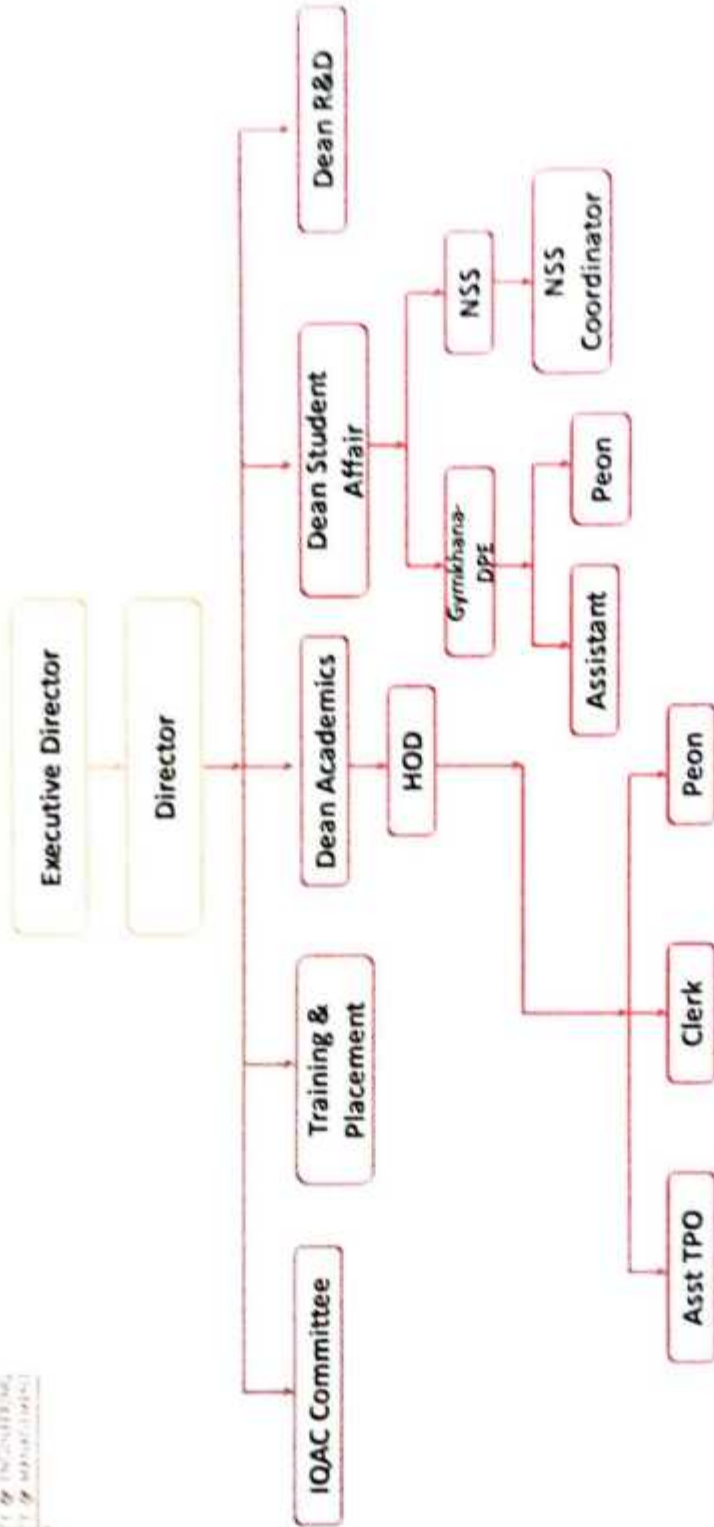 Executive Director
Director
IQAC Committee
Training &
Placement
Dean Academics
Dean Student
Affair
Dean R&D
HOD
Gymkhana-
DPE
NSS
Assistant
Peon
NSS
Coordinator
Asst TPO
Clerk
Peon